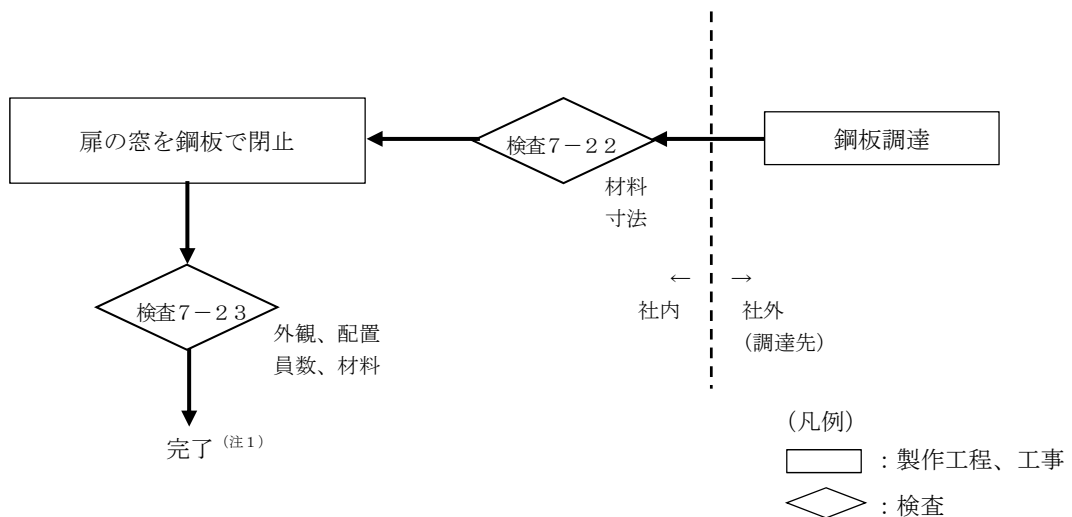 扉の窓を鋼板で閉止
検査7-22
鋼板調達
材料
寸法
← →
社内 社外
(調達先)
検査7-23
外観、配置
員数、材料
完了(注1)
(凡例)
:製作工程、工事
:検査